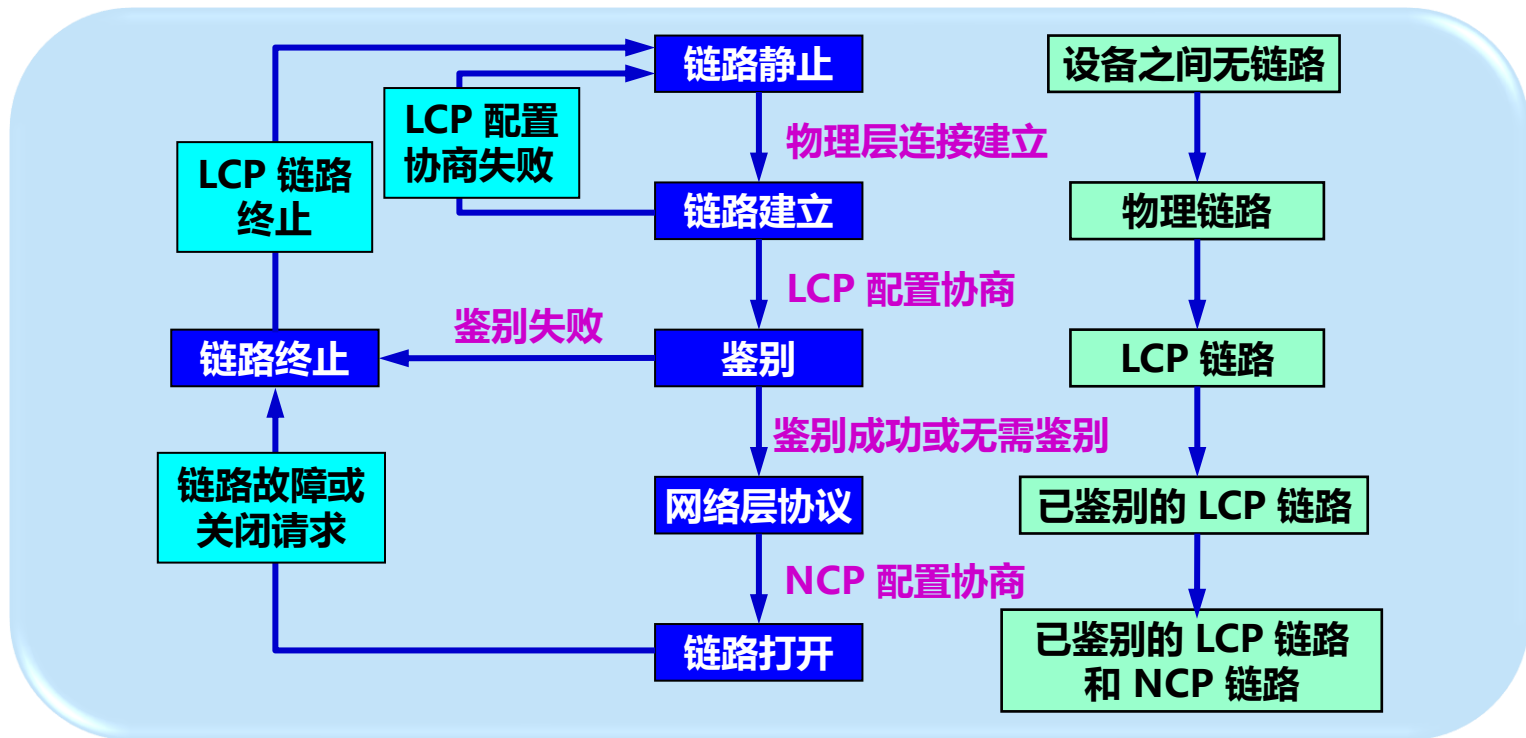 链路静止
设备之间无链路
LCP 配置
协商失败
物理层连接建立
LCP 链路
终止
链路建立
物理链路
LCP 配置协商
鉴别失败
链路终止
鉴别
LCP 链路
鉴别成功或无需鉴别
链路故障或
关闭请求
网络层协议
已鉴别的 LCP 链路
NCP 配置协商
链路打开
已鉴别的 LCP 链路
和 NCP 链路